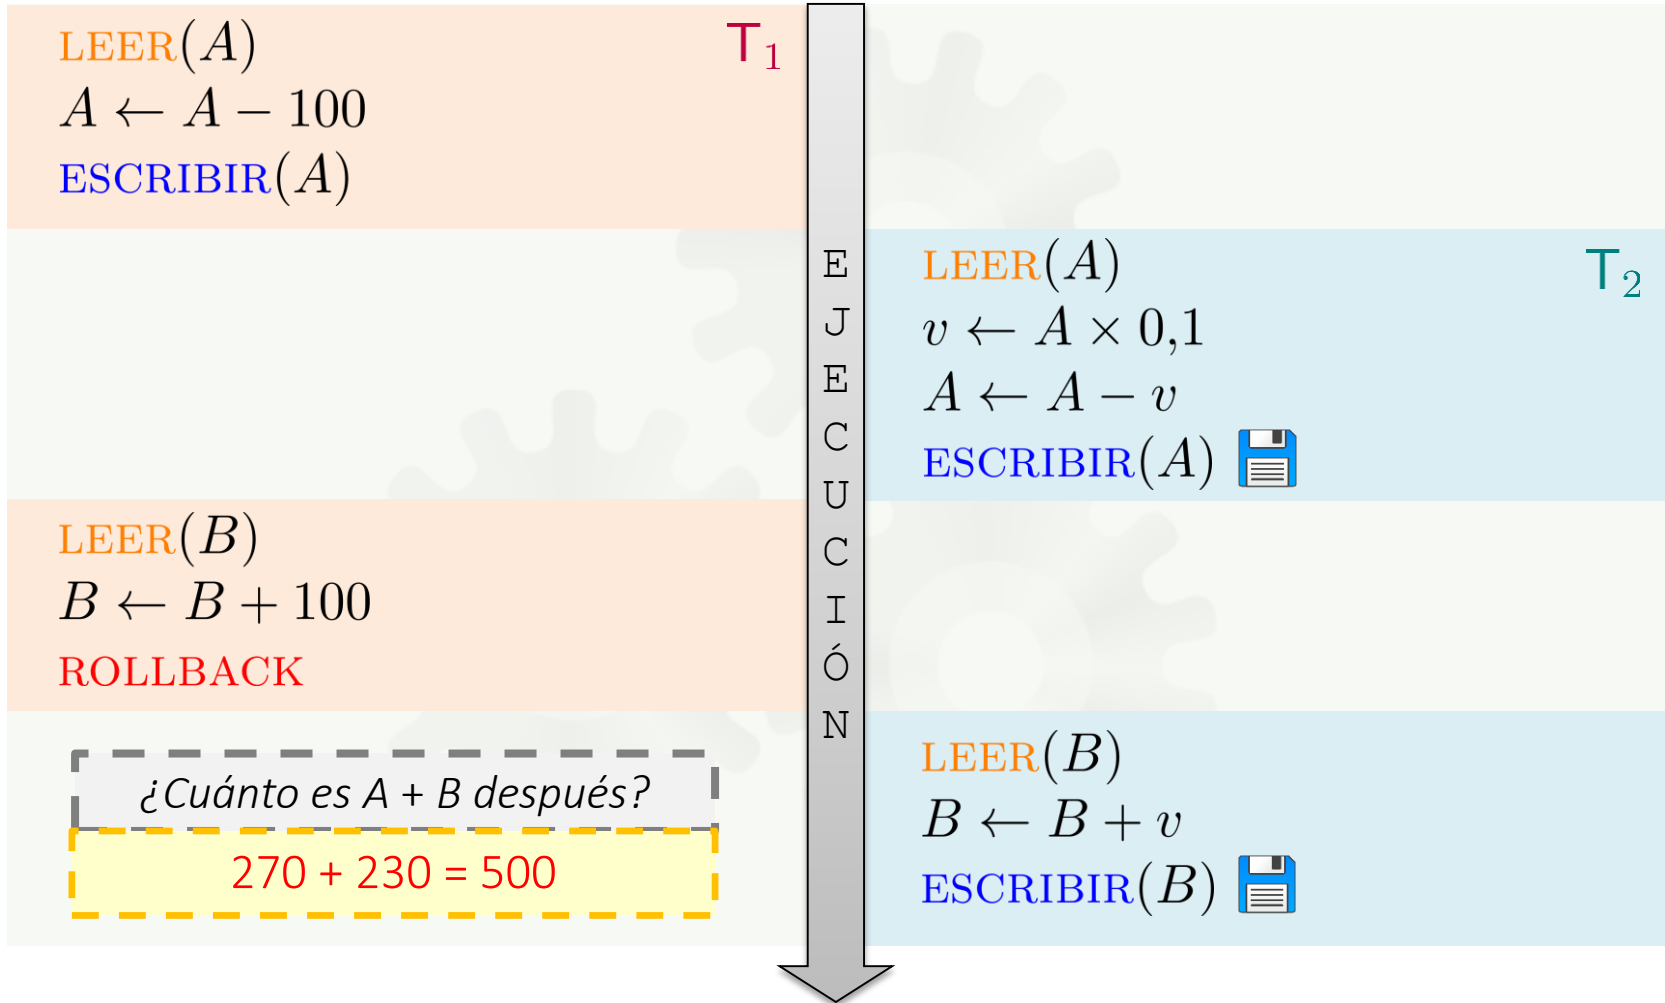 LEER(A)
A ← A − 100
ESCRIBIR(A)
T₁
LEER(A)
v ← A × 0,1
A ← A − v
ESCRIBIR(A)
T₂
LEER(B)
B ← B + 100
ROLLBACK
LEER(B)
B ← B + v
ESCRIBIR(B)
EJECUCIÓN
¿Cuánto es A + B después?
270 + 230 = 500